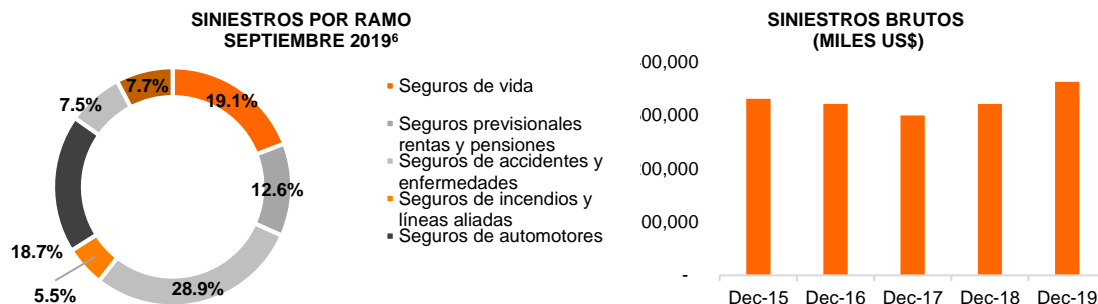 SINIESTROS POR RAMO
SEPTIEMBRE 2019⁶
7.7%
19.1%
7.5%
12.6%
18.7%
5.5%
28.9%
Seguros de vida
Seguros previsionales
rentas y pensiones
Seguros de accidentes y
enfermedades
Seguros de incendios y
líneas aliadas
Seguros de automotores
SINIESTROS BRUTOS
(MILES US$)
00,000
00,000
200,000
00,000
-
Dec-15
Dec-16
Dec-17
Dec-18
Dec-19